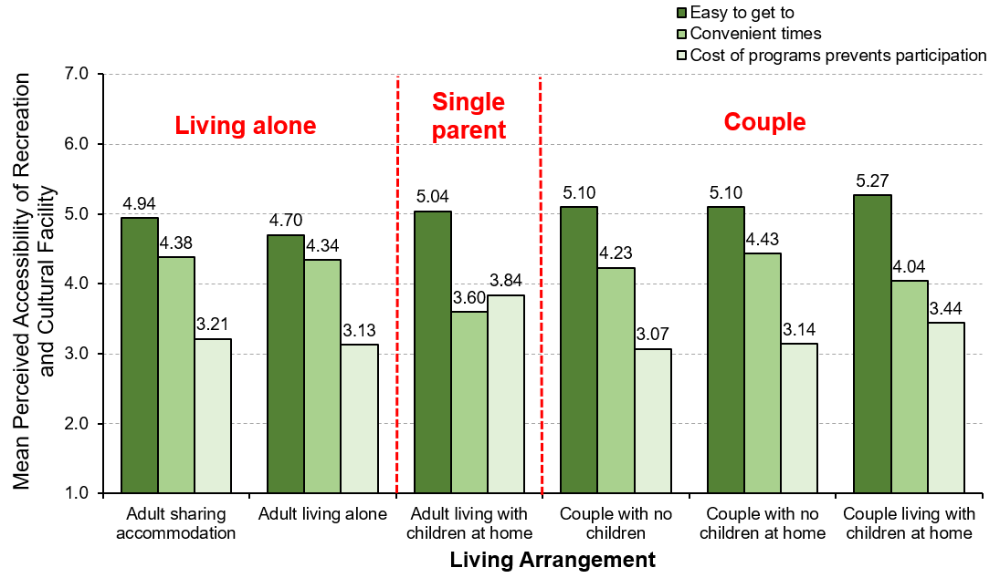 Easy to get to
Convenient times
Cost of programs prevents participation
Mean Perceived Accessibility of Recreation
and Cultural Facility
7.0
6.0
5.0
4.0
3.0
2.0
1.0
Living alone
Single
parent
Couple
4.94
4.38
3.21
4.70
4.34
3.13
5.04
3.60
3.84
5.10
4.23
3.07
5.10
4.43
3.14
5.27
4.04
3.44
Adult sharing
accommodation
Adult living alone
Adult living with
children at home
Couple with no
children
Couple with no
children at home
Couple living with
children at home
Living Arrangement